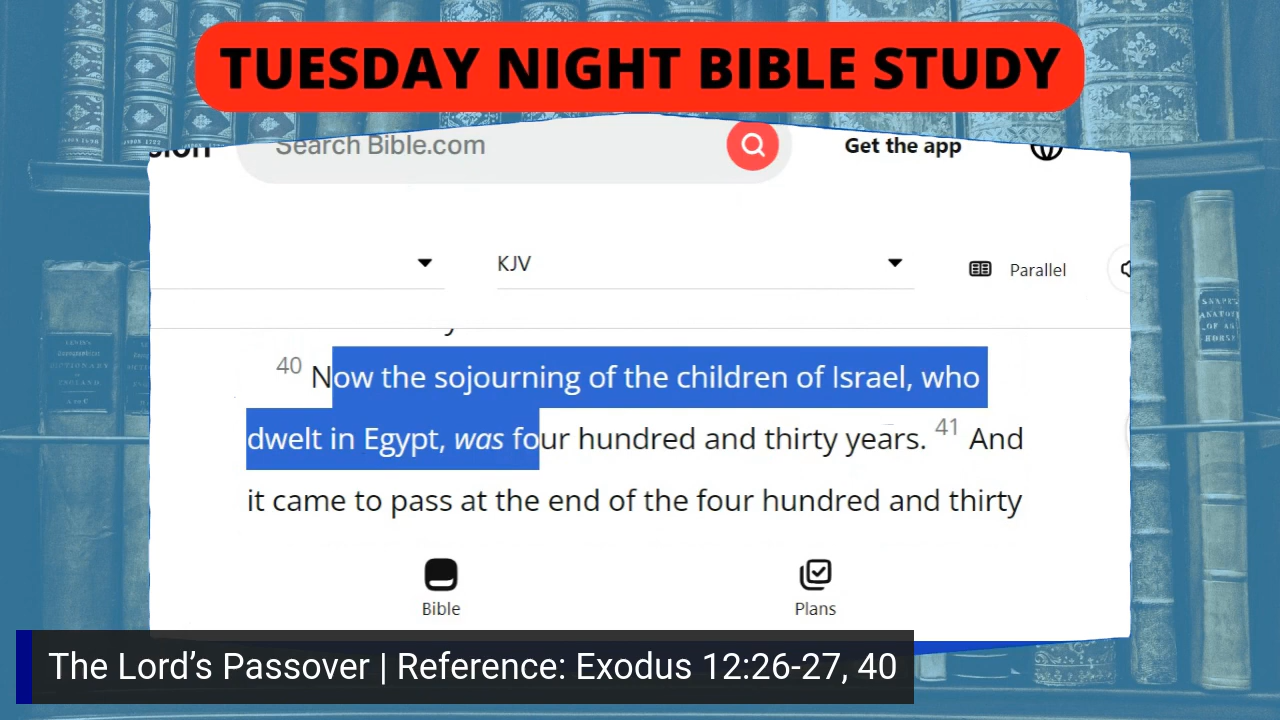 TUESDAY NIGHT BIBLE STUDY
Search Bible.com
Get the app
KJV
Parallel
40 Now the sojourning of the children of Israel, who
dwelt in Egypt, was four hundred and thirty years. 41 And
it came to pass at the end of the four hundred and thirty
Bible
Plans
The Lord’s Passover | Reference: Exodus 12:26-27, 40